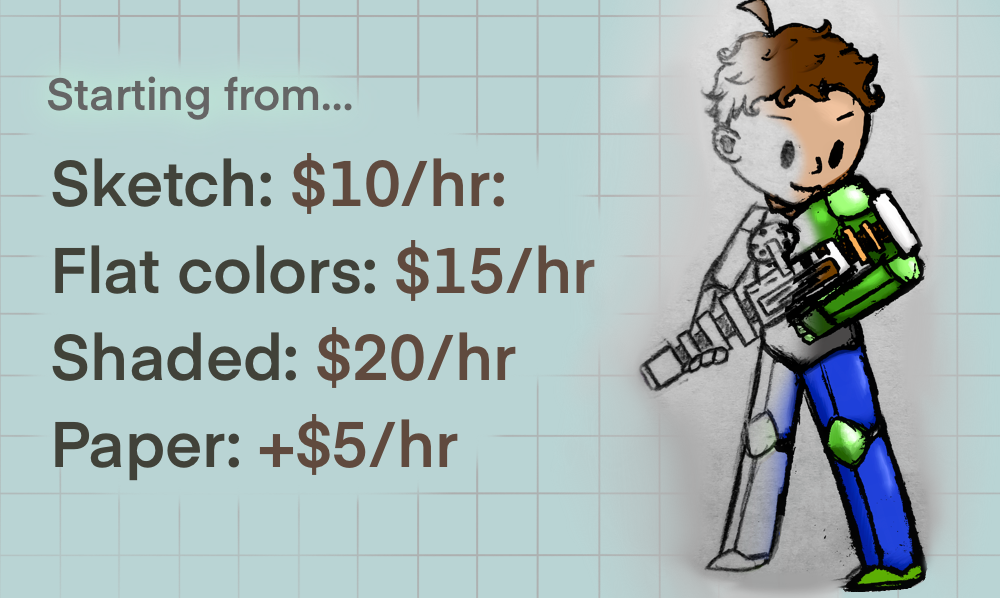 Starting from...
Sketch: $10/hr:
Flat colors: $15/hr
Shaded: $20/hr
Paper: +$5/hr